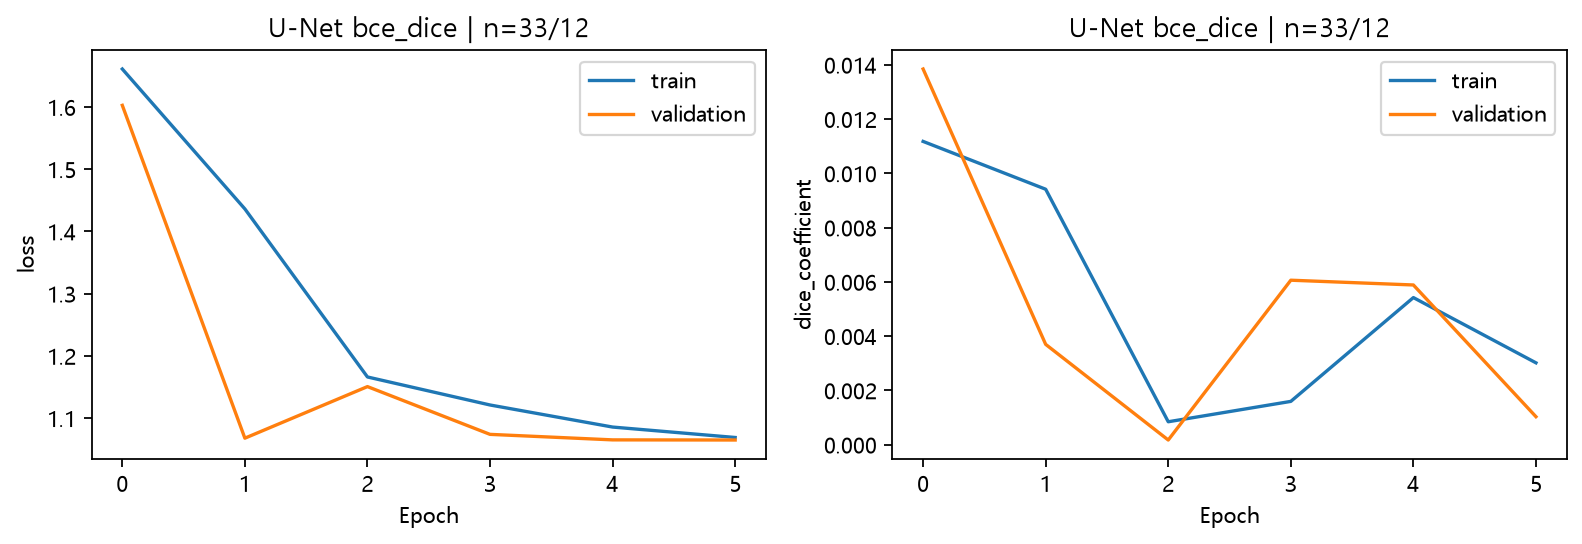 U-Net bce_dice | n=33/12
loss
1.6
1.5
1.4
1.3
1.2
1.1
train
validation
0 1 2 3 4 5
Epoch
U-Net bce_dice | n=33/12
dice_coefficient
0.014
0.012
0.010
0.008
0.006
0.004
0.002
0.000
train
validation
0 1 2 3 4 5
Epoch